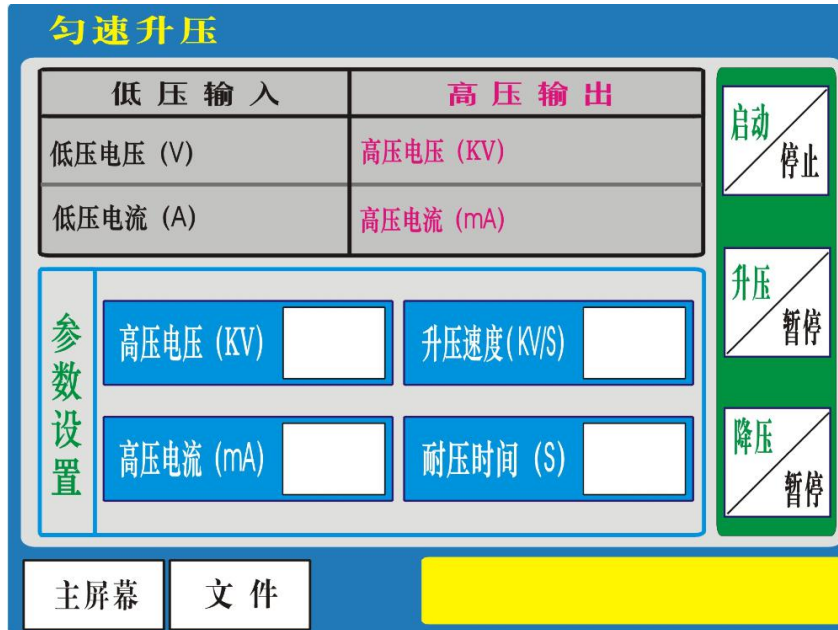 匀速升压
低压输入 高压输出
低压电压 (V) 高压电压 (KV)
低压电流 (A) 高压电流 (mA)
参数设置
高压电压 (KV) 升压速度(KV/S)
高压电流 (mA) 耐压时间 (S)
启动
停止
升压
暂停
降压
暂停
主屏幕 文件